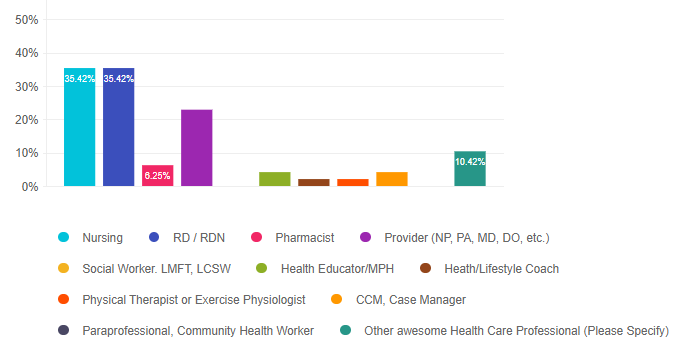 50%
40%
30%
20%
10%
0%
35.42%
35.42%
6.25%
10.42%
Nursing RD / RDN Pharmacist Provider (NP, PA, MD, DO, etc.)
Social Worker. LMFT, LCSW Health Educator/MPH Heath/Lifestyle Coach
Physical Therapist or Exercise Physiologist CCM, Case Manager
Paraprofessional, Community Health Worker Other awesome Health Care Professional (Please Specify)